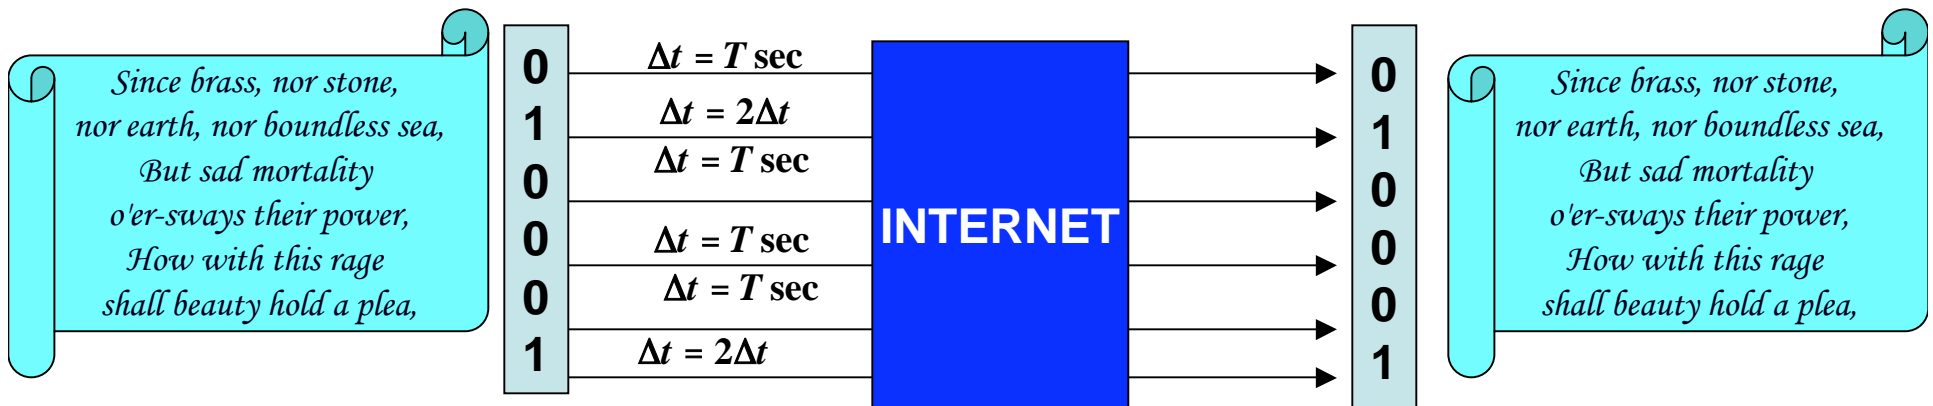 Since brass, nor stone,
nor earth, nor boundless sea,
But sad mortality
o'er-sways their power,
How with this rage
shall beauty hold a plea,
0
1
0
0
0
1
Δt = T sec
Δt = 2Δt
Δt = T sec
Δt = T sec
Δt = T sec
Δt = 2Δt
INTERNET
0
1
0
0
0
1
Since brass, nor stone,
nor earth, nor boundless sea,
But sad mortality
o'er-sways their power,
How with this rage
shall beauty hold a plea,